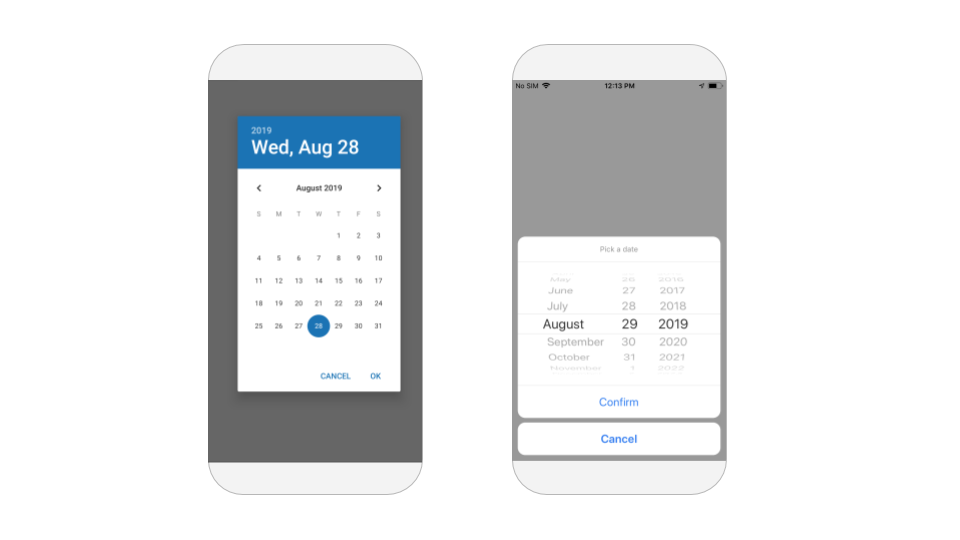 2019
Wed, Aug 28
August 2019
S M T W T F S
1 2 3
4 5 6 7 8 9 10
11 12 13 14 15 16 17
18 19 20 21 22 23 24
25 26 27 28 29 30 31
CANCEL OK
No SIM 12:13 PM
Pick a date
May 26 2016
June 27 2017
July 28 2018
August 29 2019
September 30 2020
October 31 2021
November 1 2022
Confirm
Cancel